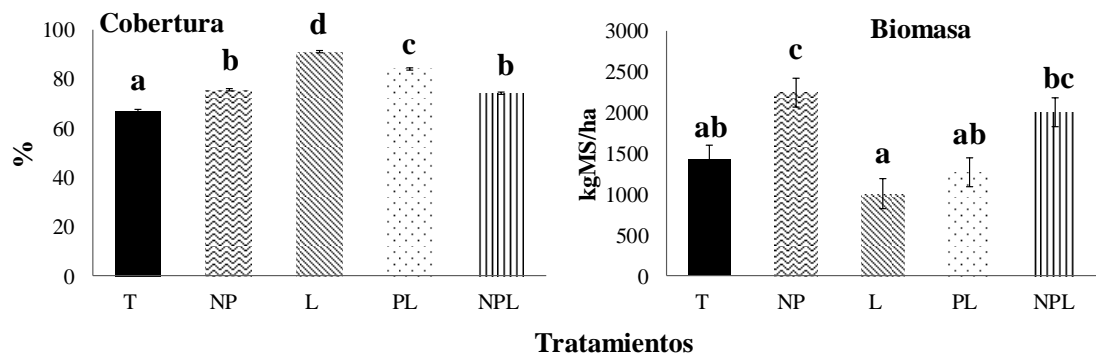 Cobertura
%
100
80
60
40
20
0
a
b
d
c
b
T NP L PL NPL
Biomasa
kgMS/ha
3000
2500
2000
1500
1000
500
0
ab
c
a
ab
bc
T NP L PL NPL
Tratamientos